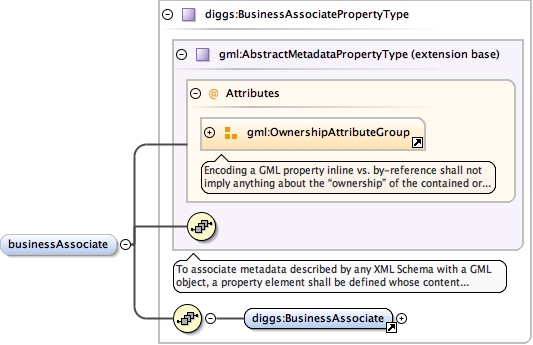 diggs:BusinessAssociatePropertyType
gml:AbstractMetadataPropertyType (extension base)
@ Attributes
gml:OwnershipAttributeGroup
Encoding a GML property inline vs. by-reference shall not
imply anything about the “ownership” of the contained or...
businessAssociate
To associate metadata described by any XML Schema with a GML
object, a property element shall be defined whose content...
diggs:BusinessAssociate